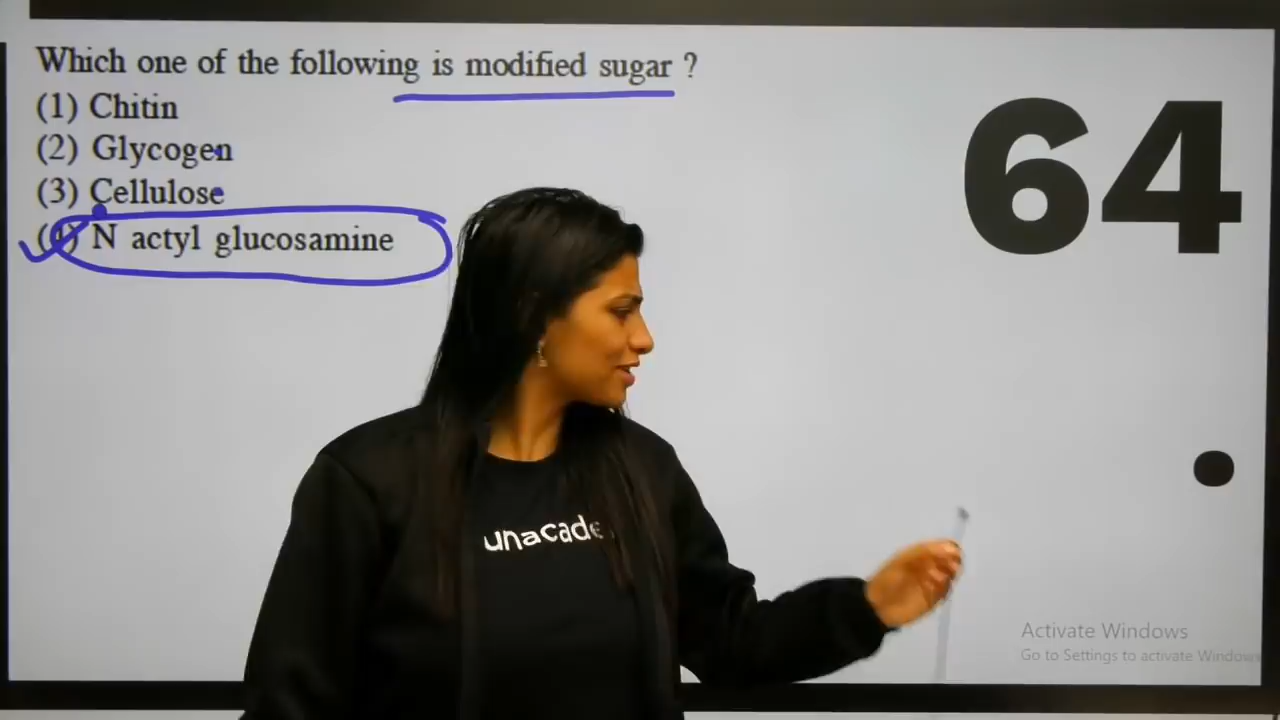 Which one of the following is modified sugar ?
(1) Chitin
(2) Glycogen
(3) Cellulose
(4) N actyl glucosamine
64
unacade
Activate Windows
Go to Settings to activate Windows